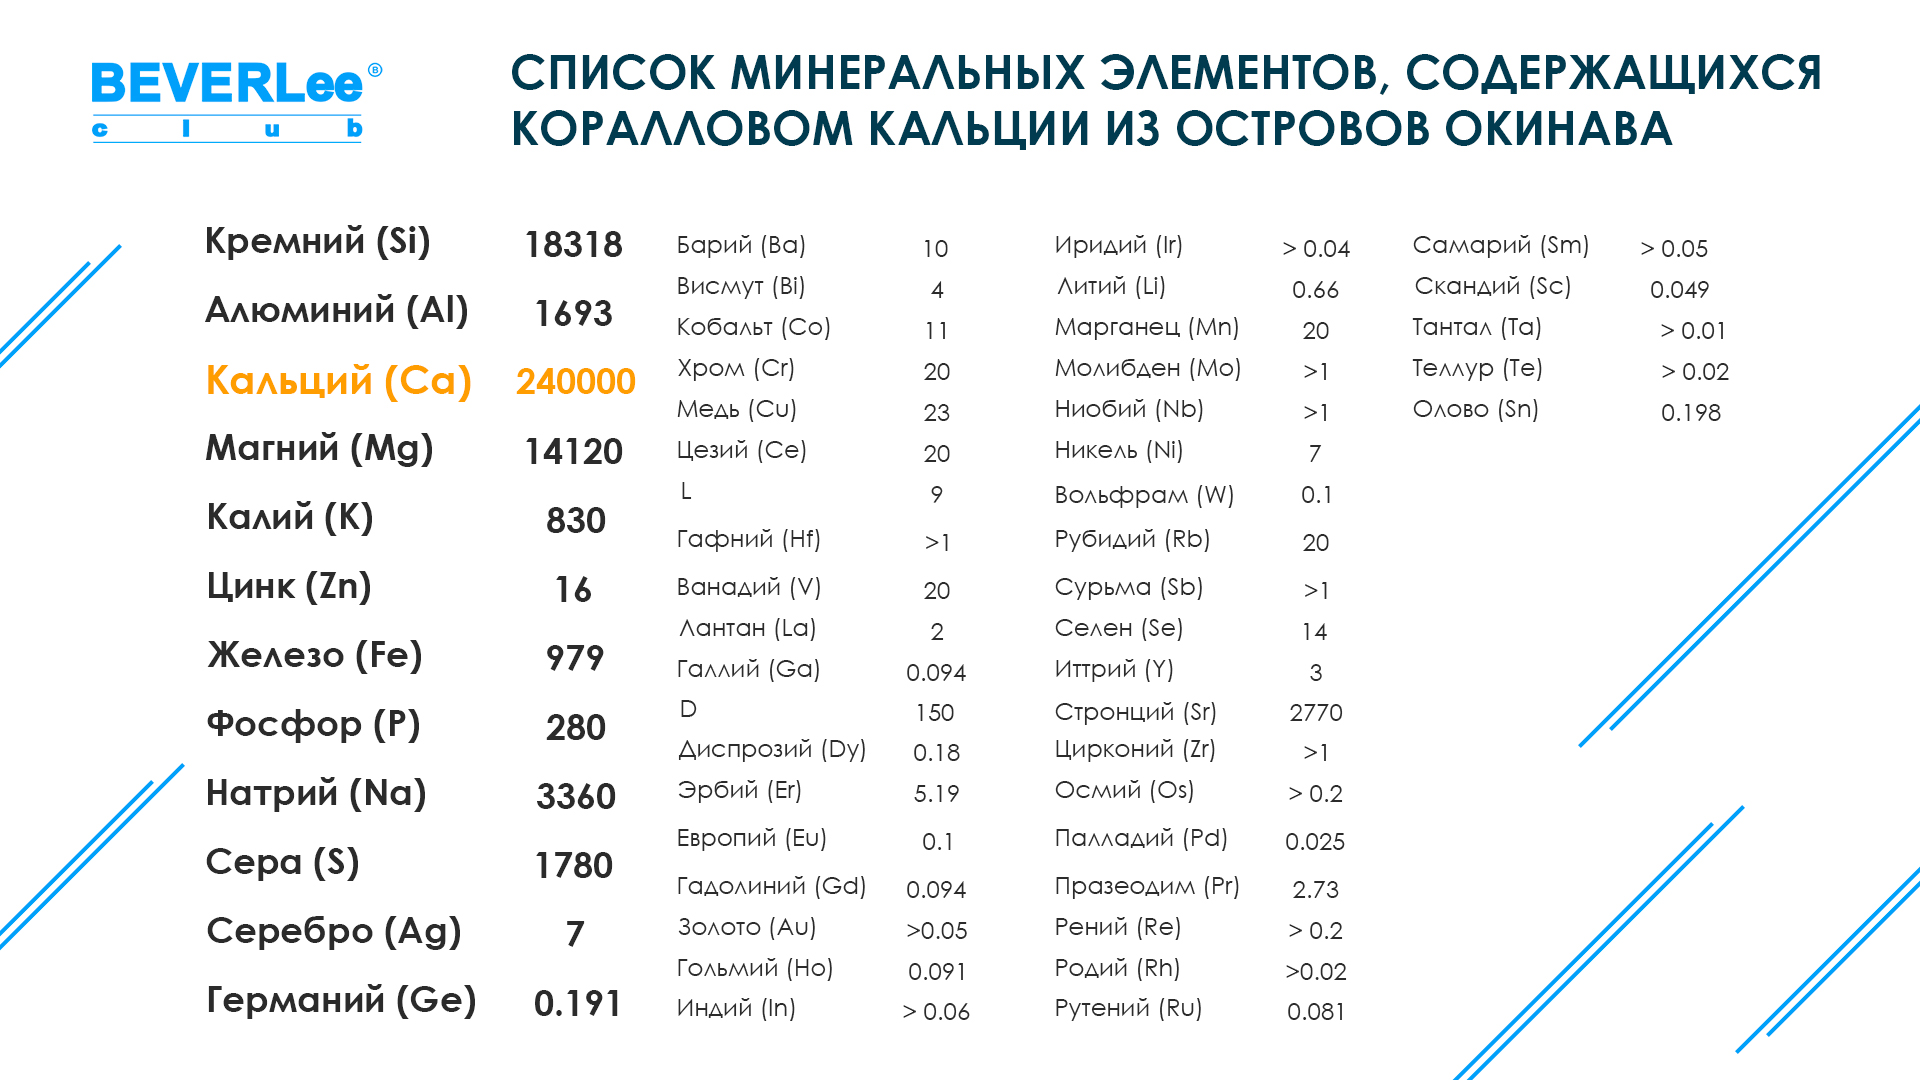 BEVERLee®
club
СПИСОК МИНЕРАЛЬНЫХ ЭЛЕМЕНТОВ, СОДЕРЖАЩИХСЯ
КОРАЛЛОВОМ КАЛЬЦИИ ИЗ ОСТРОВОВ ОКИНАВА
Кремний (Si) 18318
Алюминий (Al) 1693
Кальций (Ca) 240000
Магний (Mg) 14120
Калий (K) 830
Цинк (Zn) 16
Железо (Fe) 979
Фосфор (P) 280
Натрий (Na) 3360
Сера (S) 1780
Серебро (Ag) 7
Германий (Ge) 0.191
Барий (Ba) 10
Висмут (Bi) 4
Кобальт (Co) 11
Хром (Cr) 20
Медь (Cu) 23
Цезий (Ce) 20
L 9
Гафний (Hf) >1
Ванадий (V) 20
Лантан (La) 2
Галлий (Ga) 0.094
D 150
Диспрозий (Dy) 0.18
Эрбий (Er) 5.19
Европий (Eu) 0.1
Гадолиний (Gd) 0.094
Золото (Au) >0.05
Гольмий (Ho) 0.091
Индий (In) > 0.06
Иридий (Ir) > 0.04
Литий (Li) 0.66
Марганец (Mn) 20
Молибден (Mo) >1
Ниобий (Nb) >1
Никель (Ni) 7
Вольфрам (W) 0.1
Рубидий (Rb) 20
Сурьма (Sb) >1
Селен (Se) 14
Иттрий (Y) 3
Стронций (Sr) 2770
Цирконий (Zr) >1
Осмий (Os) > 0.2
Палладий (Pd) 0.025
Празеодим (Pr) 2.73
Рений (Re) > 0.2
Родий (Rh) >0.02
Рутений (Ru) 0.081
Самарий (Sm) > 0.05
Скандий (Sc) 0.049
Тантал (Ta) > 0.01
Теллур (Te) > 0.02
Олово (Sn) 0.198